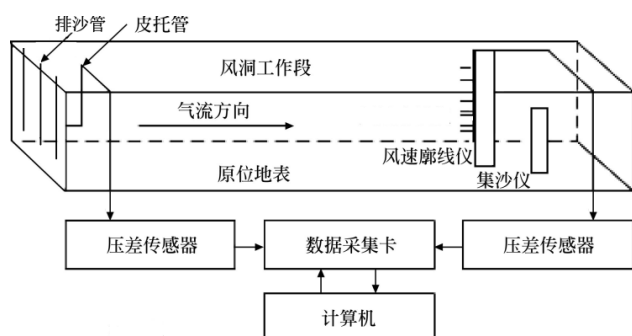 排沙管
皮托管
风洞工作段
气流方向
风速廓线仪
集沙仪
原位地表
压差传感器
数据采集卡
压差传感器
计算机